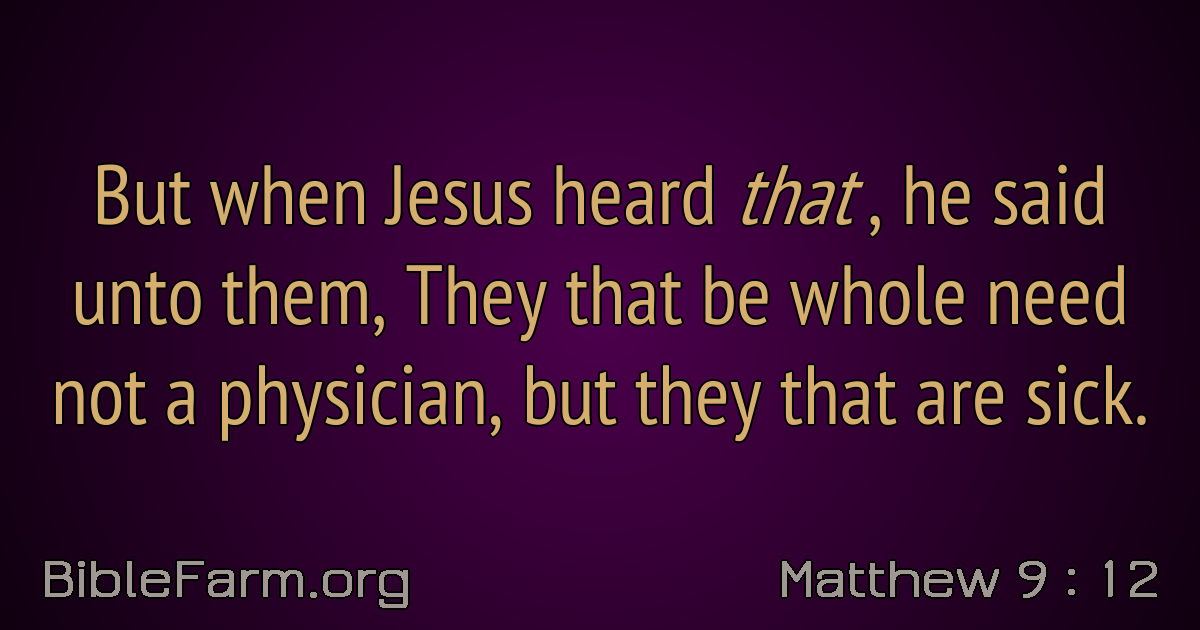 But when Jesus heard that , he said
unto them, They that be whole need
not a physician, but they that are sick.
BibleFarm.org
Matthew 9 : 12